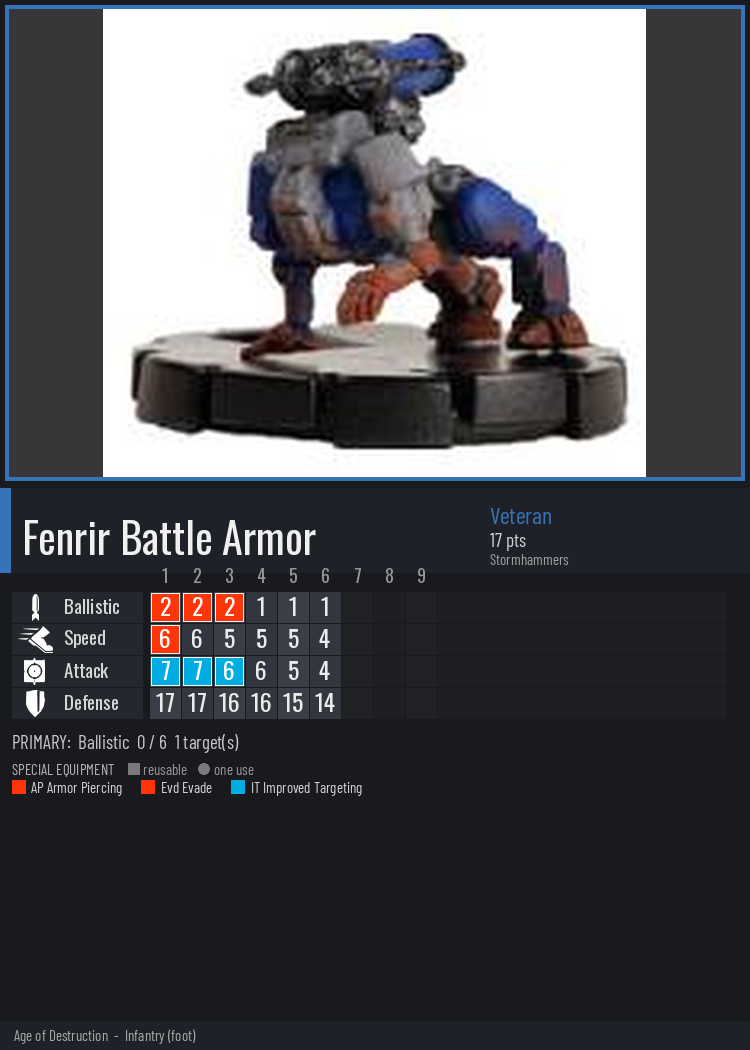 Fenrir Battle Armor
Veteran
17 pts
Stormhammers
1 2 3 4 5 6 7 8 9
Ballistic 2 2 2 1 1 1
Speed 6 6 5 5 5 4
Attack 7 7 6 6 5 4
Defense 17 17 16 16 15 14
PRIMARY: Ballistic 0 / 6 1 target(s)
SPECIAL EQUIPMENT reusable one use
AP Armor Piercing Evd Evade IT Improved Targeting
Age of Destruction - Infantry (foot)